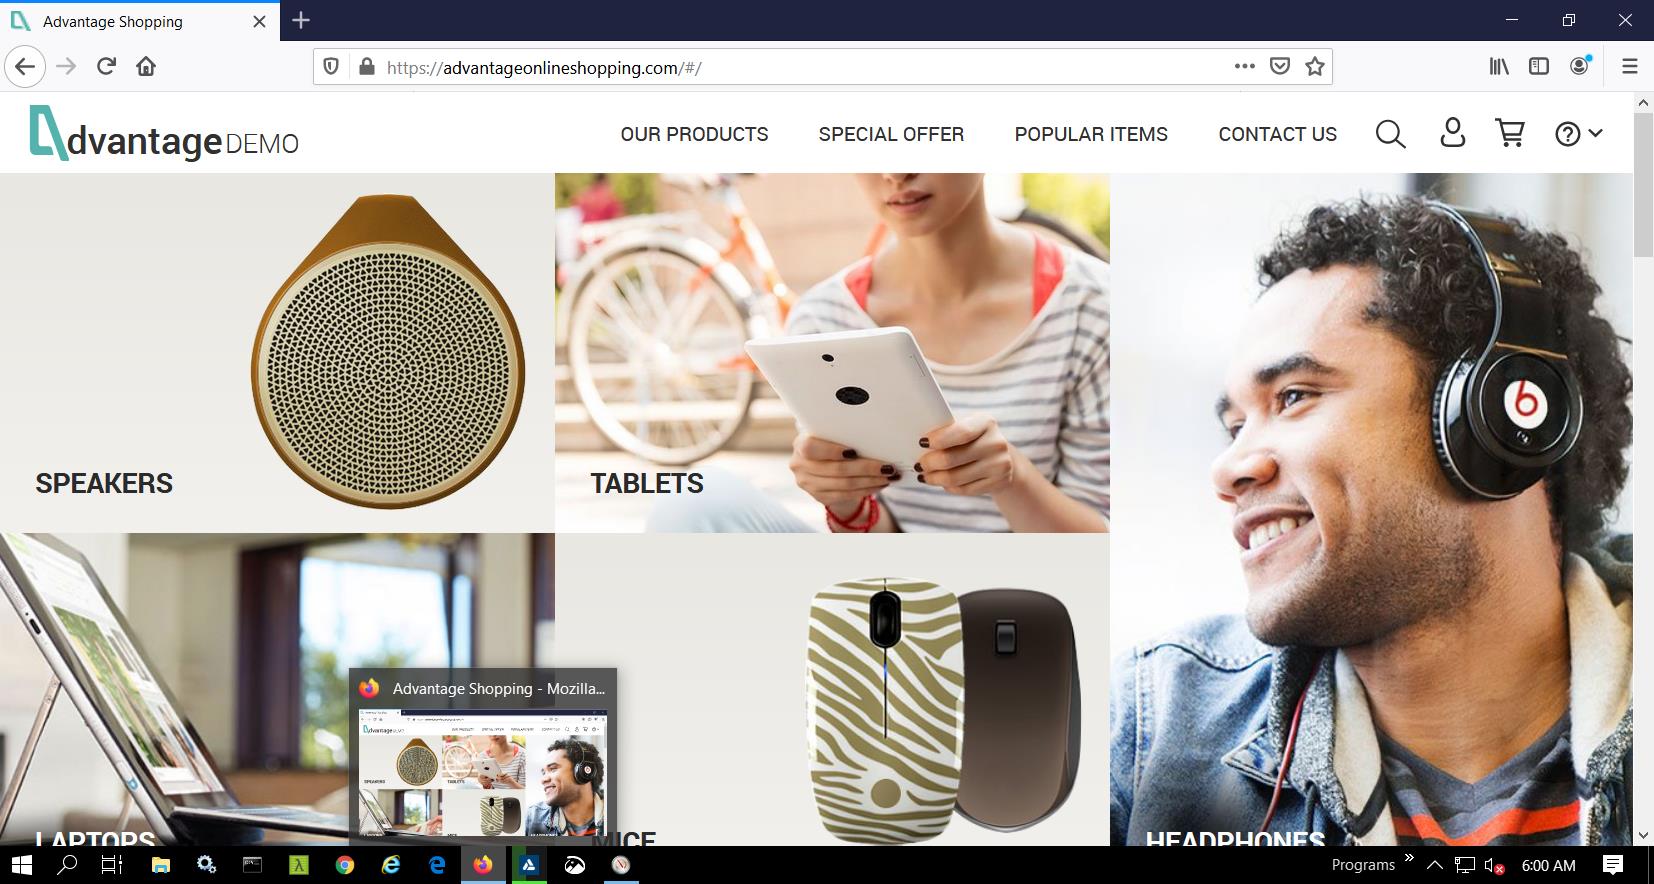 Advantage Shopping
https://advantageonlineshopping.com/#/
dvantage DEMO
OUR PRODUCTS
SPECIAL OFFER
POPULAR ITEMS
CONTACT US
SPEAKERS
TABLETS
Advantage Shopping - Mozilla...
LAPTOPS
MICE
HEADPHONES
Programs
6:00 AM